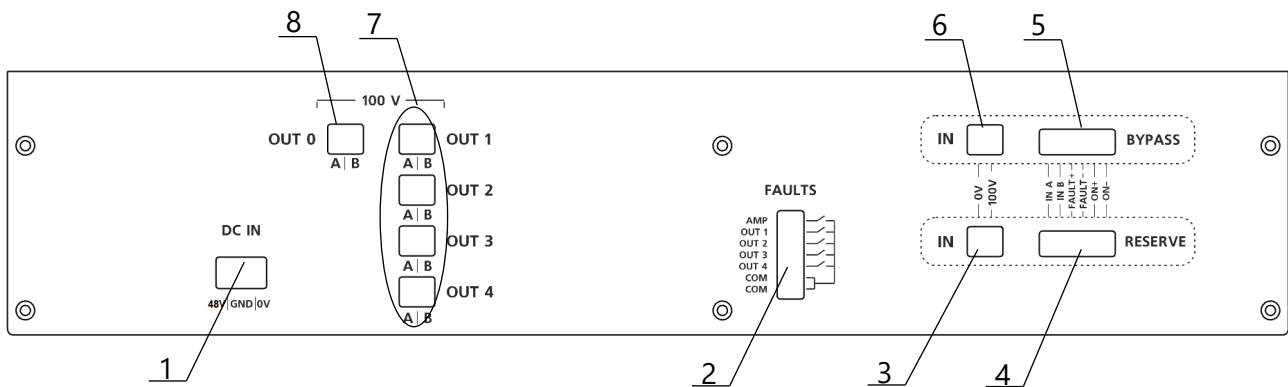 8 7 6 5
100 V
OUT 0
A | B
OUT 1
A | B
OUT 2
A | B
OUT 3
A | B
OUT 4
A | B
DC IN
48V|GND|0V
FAULTS
AMP
OUT 1
OUT 2
OUT 3
OUT 4
COM
COM
IN
BYPASS
0V
100V
IN A
IN B
FAULT+
FAULT-
ON+
ON-
IN
RESERVE
1 2 3 4